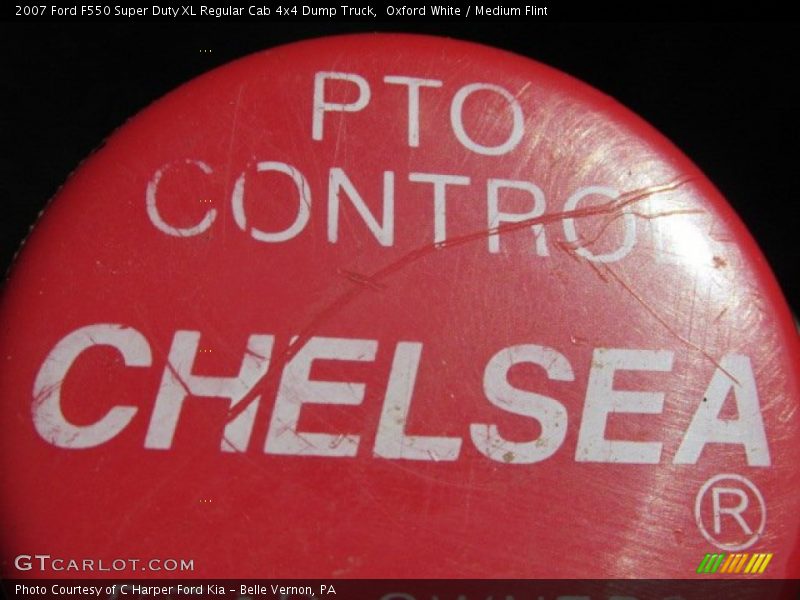 2007 Ford F550 Super Duty XL Regular Cab 4x4 Dump Truck,  Oxford White / Medium Flint
PTO
CONTRO
CHELSEA
®
GTCARLOT.COM
Photo Courtesy of C Harper Ford Kia – Belle Vernon, PA